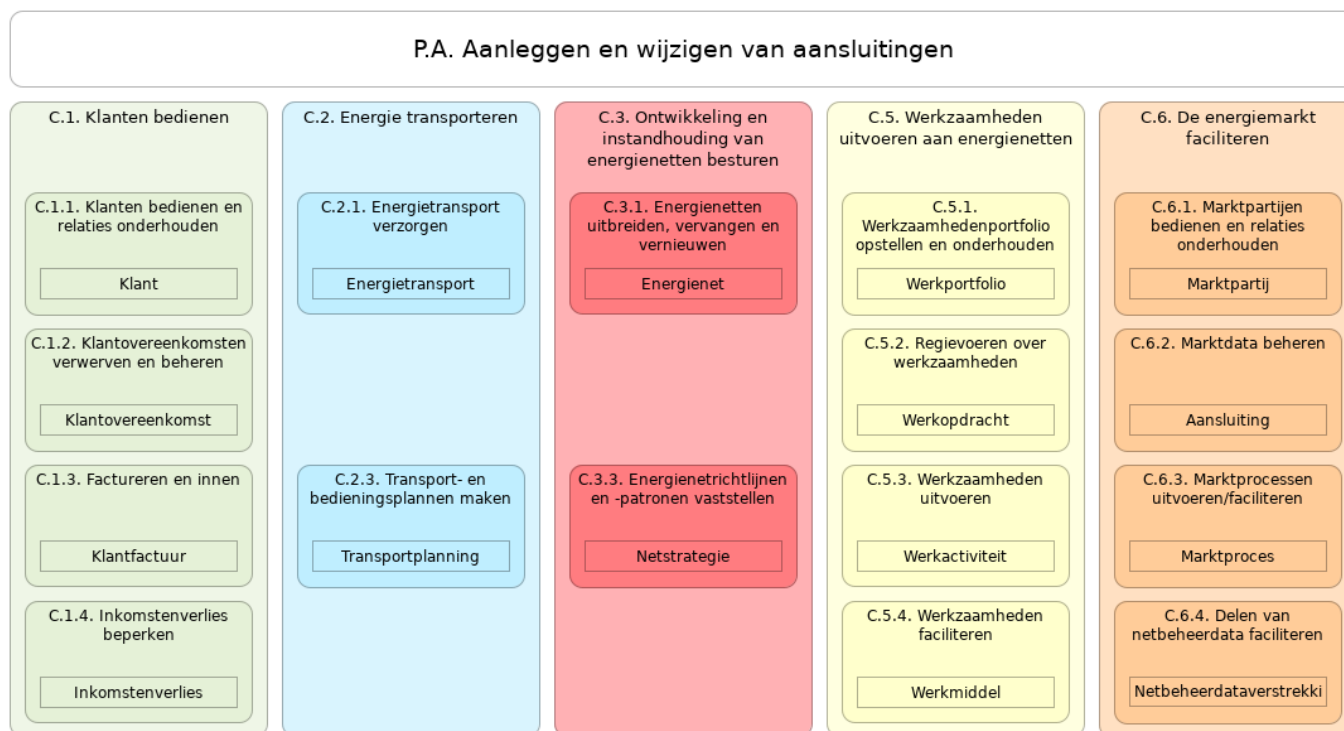 P.A. Aanleggen en wijzigen van aansluitingen
C.1. Klanten bedienen
C.1.1. Klanten bedienen en
relaties onderhouden
Klant
C.1.2. Klantovereenkomsten
verwerven en beheren
Klantovereenkomst
C.1.3. Factureren en innen
Klantfactuur
C.1.4. Inkomstenverlies
beperken
Inkomstenverlies
C.2. Energie transporteren
C.2.1. Energietransport
verzorgen
Energietransport
C.2.3. Transport- en
bedieningsplannen maken
Transportplanning
C.3. Ontwikkeling en
instandhouding van
energienetten besturen
C.3.1. Energienetten
uitbreiden, vervangen en
vernieuwen
Energienet
C.3.3. Energienetrichtlijnen
en -patronen vaststellen
Netstrategie
C.5. Werkzaamheden
uitvoeren aan energienetten
C.5.1.
Werkzaamhedenportfolio
opstellen en onderhouden
Werkportfolio
C.5.2. Regievoeren over
werkzaamheden
Werkopdracht
C.5.3. Werkzaamheden
uitvoeren
Werkactiviteit
C.5.4. Werkzaamheden
faciliteren
Werkmiddel
C.6. De energiemarkt
faciliteren
C.6.1. Marktpartijen
bedienen en relaties
onderhouden
Marktpartij
C.6.2. Marktdata beheren
Aansluiting
C.6.3. Marktprocessen
uitvoeren/faciliteren
Marktproces
C.6.4. Delen van
netbeheerdata faciliteren
Netbeheerdataverstrekki